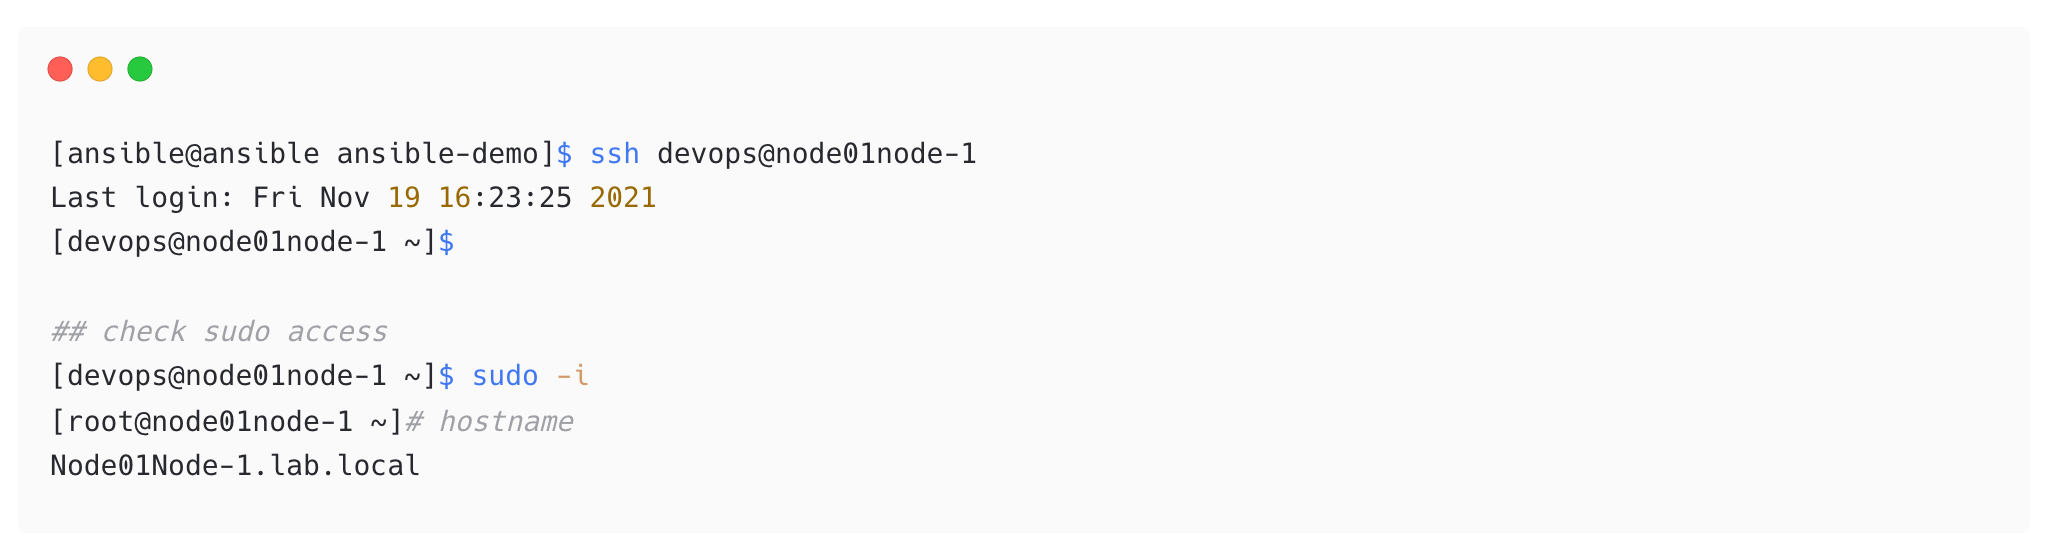 [ansible@ansible ansible-demo]$ ssh devops@node01node-1
Last login: Fri Nov 19 16:23:25 2021
[devops@node01node-1 ~]$
## check sudo access
[devops@node01node-1 ~]$ sudo -i
[root@node01node-1 ~]# hostname
Node01Node-1.lab.local